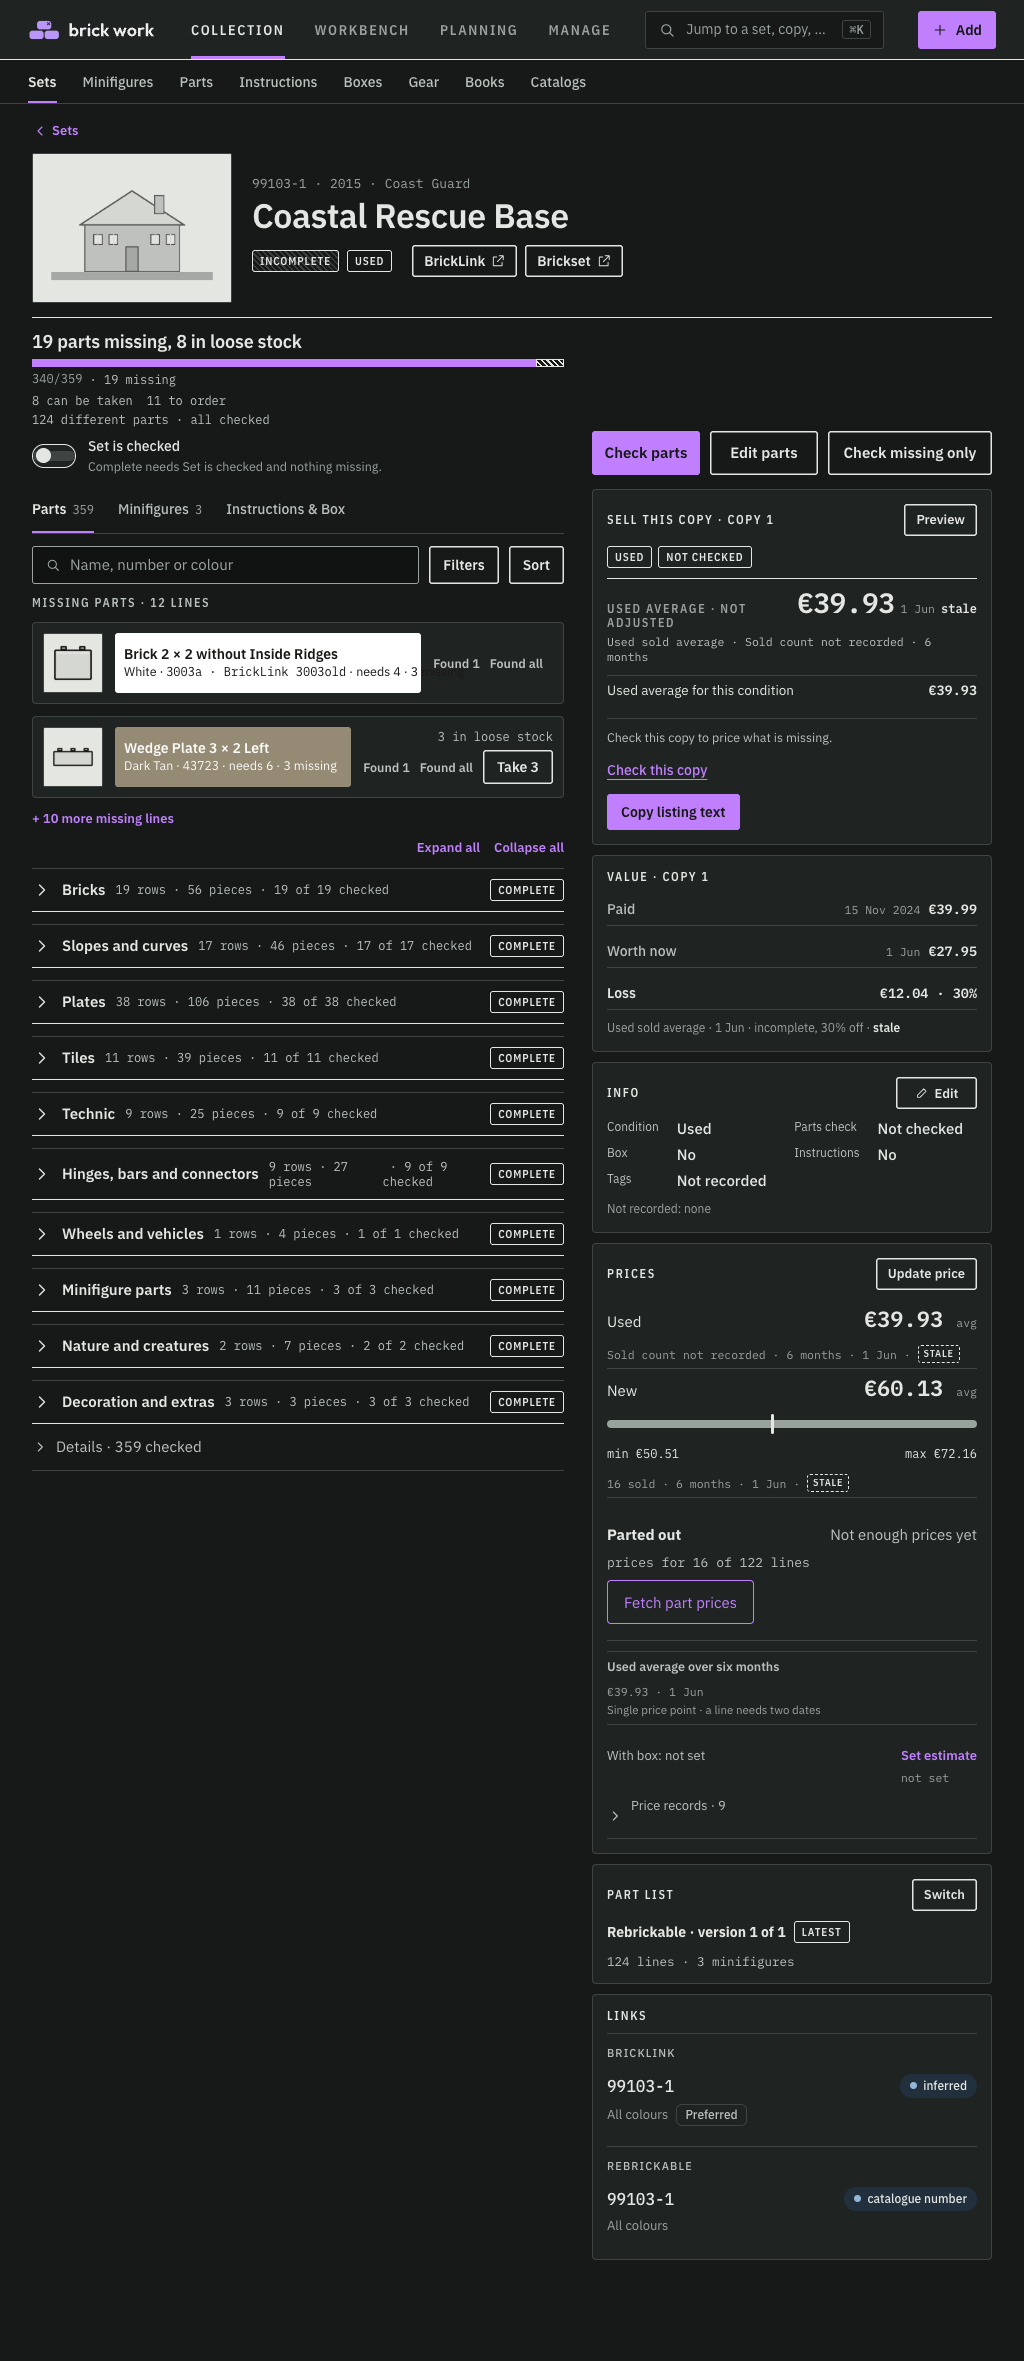 brick work
COLLECTION
WORKBENCH
PLANNING
MANAGE
Jump to a set, copy, ...
⌘K
+ Add
Sets
Minifigures
Parts
Instructions
Boxes
Gear
Books
Catalogs
Sets
99103-1 · 2015 · Coast Guard
Coastal Rescue Base
INCOMPLETE
USED
BrickLink
Brickset
19 parts missing, 8 in loose stock
340/359 · 19 missing
8 can be taken 11 to order
124 different parts · all checked
Set is checked
Complete needs Set is checked and nothing missing.
Parts 359
Minifigures 3
Instructions & Box
Name, number or colour
Filters
Sort
MISSING PARTS · 12 LINES
Brick 2 × 2 without Inside Ridges
White · 3003a · BrickLink 3003old · needs 4 · 3 missing
Found 1
Found all
Wedge Plate 3 × 2 Left
Dark Tan · 43723 · needs 6 · 3 missing
3 in loose stock
Found 1
Found all
Take 3
+ 10 more missing lines
Expand all
Collapse all
Bricks 19 rows · 56 pieces · 19 of 19 checked COMPLETE
Slopes and curves 17 rows · 46 pieces · 17 of 17 checked COMPLETE
Plates 38 rows · 106 pieces · 38 of 38 checked COMPLETE
Tiles 11 rows · 39 pieces · 11 of 11 checked COMPLETE
Technic 9 rows · 25 pieces · 9 of 9 checked COMPLETE
Hinges, bars and connectors 9 rows · 27 pieces · 9 of 9 checked COMPLETE
Wheels and vehicles 1 rows · 4 pieces · 1 of 1 checked COMPLETE
Minifigure parts 3 rows · 11 pieces · 3 of 3 checked COMPLETE
Nature and creatures 2 rows · 7 pieces · 2 of 2 checked COMPLETE
Decoration and extras 3 rows · 3 pieces · 3 of 3 checked COMPLETE
Details · 359 checked
Check parts
Edit parts
Check missing only
SELL THIS COPY · COPY 1
Preview
USED
NOT CHECKED
USED AVERAGE · NOT
ADJUSTED
€39.93 1 Jun stale
Used sold average · Sold count not recorded · 6
months
Used average for this condition €39.93
Check this copy to price what is missing.
Check this copy
Copy listing text
VALUE · COPY 1
Paid 15 Nov 2024 €39.99
Worth now 1 Jun €27.95
Loss €12.04 · 30%
Used sold average · 1 Jun · incomplete, 30% off · stale
INFO
Edit
Condition Used
Parts check Not checked
Box No
Instructions No
Tags Not recorded
Not recorded: none
PRICES
Update price
Used €39.93 avg
Sold count not recorded · 6 months · 1 Jun · STALE
New €60.13 avg
min €50.51
max €72.16
16 sold · 6 months · 1 Jun · STALE
Parted out Not enough prices yet
prices for 16 of 122 lines
Fetch part prices
Used average over six months
€39.93 · 1 Jun
Single price point · a line needs two dates
With box: not set
Set estimate
not set
Price records · 9
PART LIST
Switch
Rebrickable · version 1 of 1 LATEST
124 lines · 3 minifigures
LINKS
BRICKLINK
99103-1
inferred
All colours Preferred
REBRICKABLE
99103-1
catalogue number
All colours